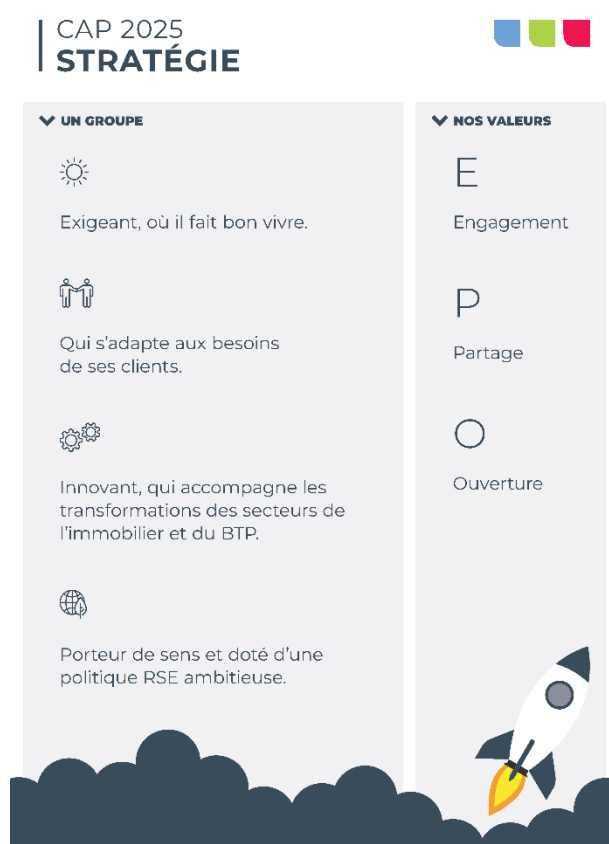 CAP 2025
STRATÉGIE
UN GROUPE
Exigeant, où il fait bon vivre.
Qui s'adapte aux besoins
de ses clients.
Innovant, qui accompagne les
transformations des secteurs de
l'immobilier et du BTP.
Porteur de sens et doté d'une
politique RSE ambitieuse.
NOS VALEURS
E
Engagement
P
Partage
O
Ouverture